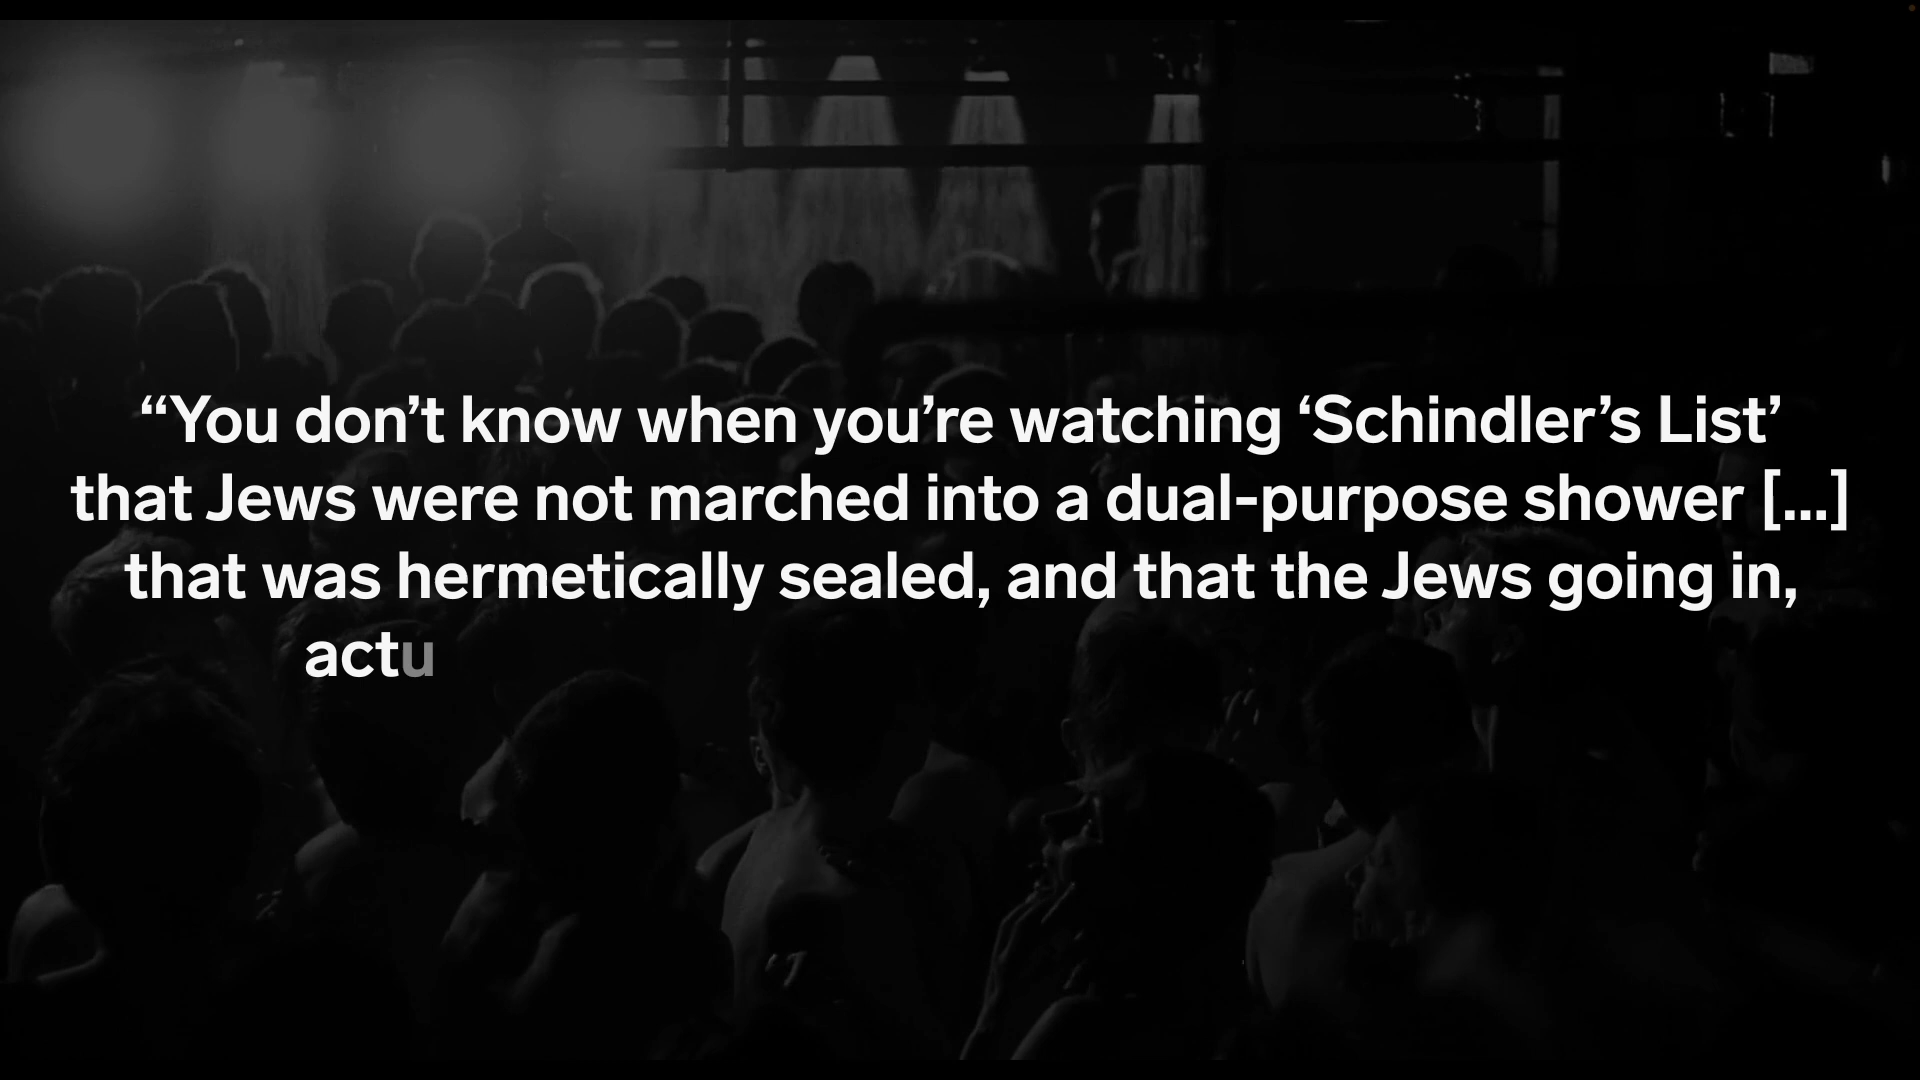 “You don’t know when you’re watching ‘Schindler’s List’
that Jews were not marched into a dual-purpose shower [...]
that was hermetically sealed, and that the Jews going in,
actu